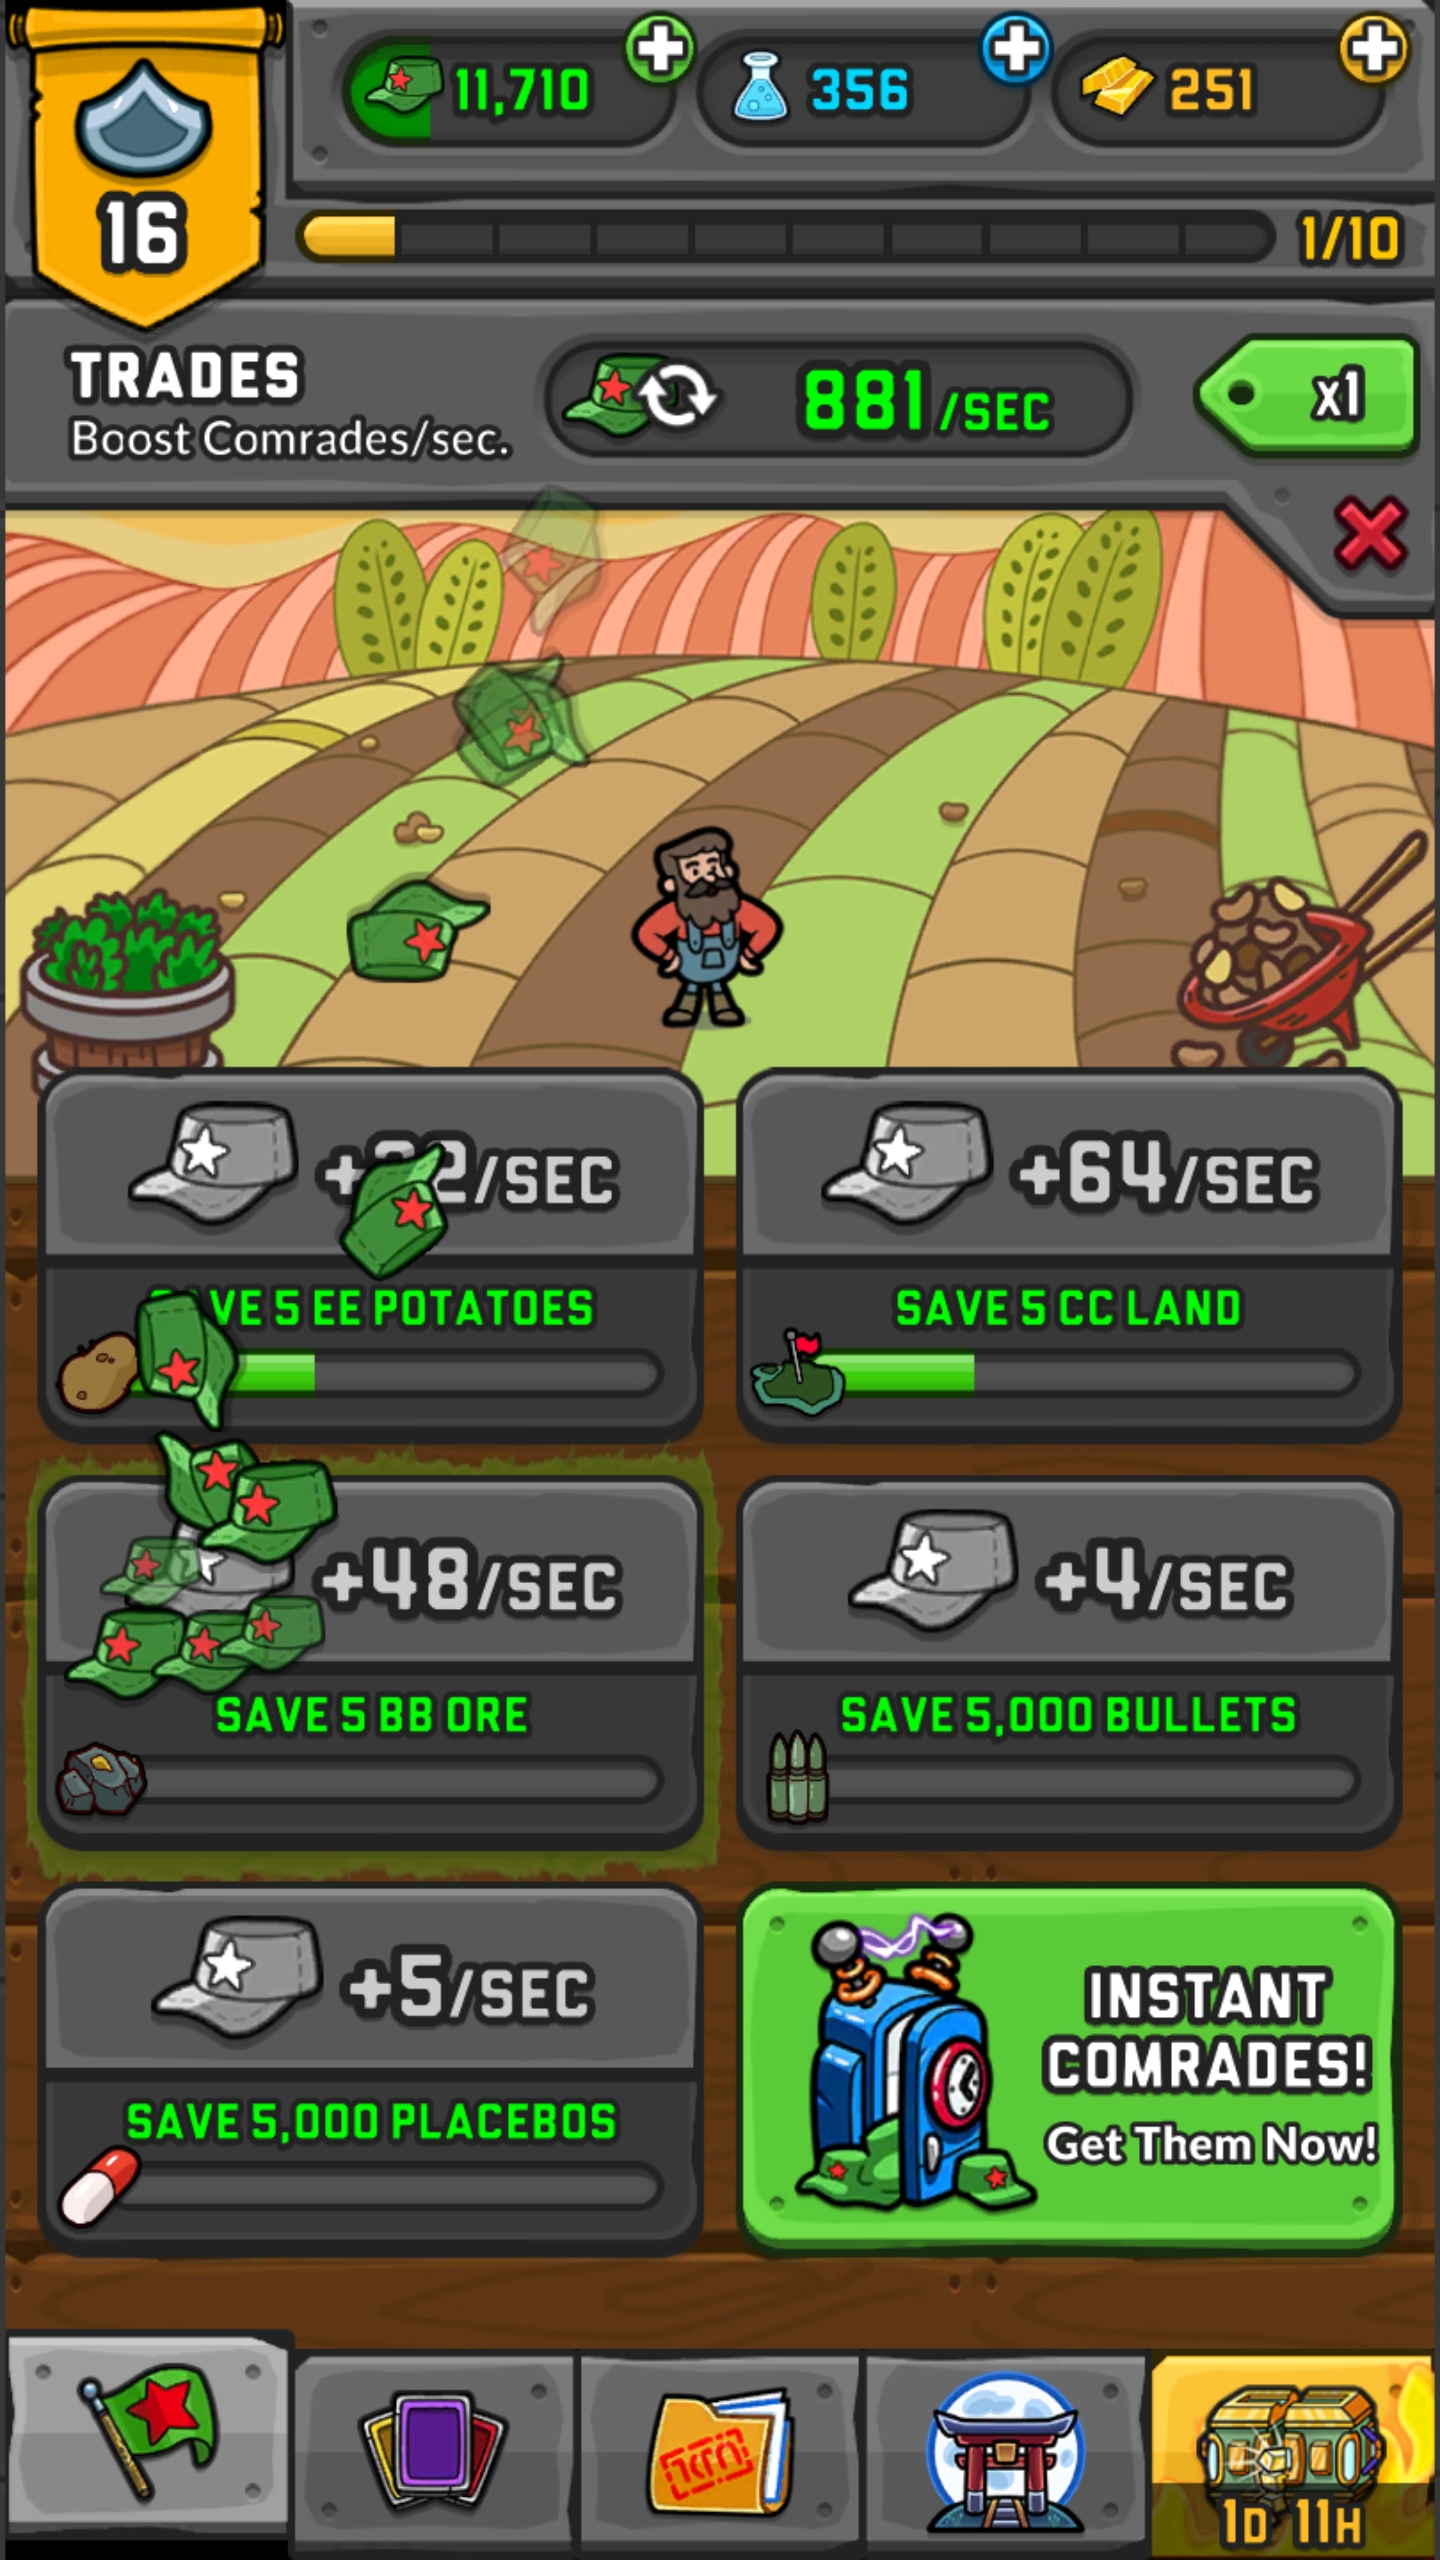 11,710
356
251
16
1/10
TRADES
Boost Comrades/sec.
881/SEC
x1
/SEC
+64/SEC
5 EE POTATOES
SAVE 5 CC LAND
+48/SEC
+4/SEC
SAVE 5 BB ORE
SAVE 5,000 BULLETS
+5/SEC
INSTANT
COMRADES!
Get Them Now!
SAVE 5,000 PLACEBOS
1D 11H